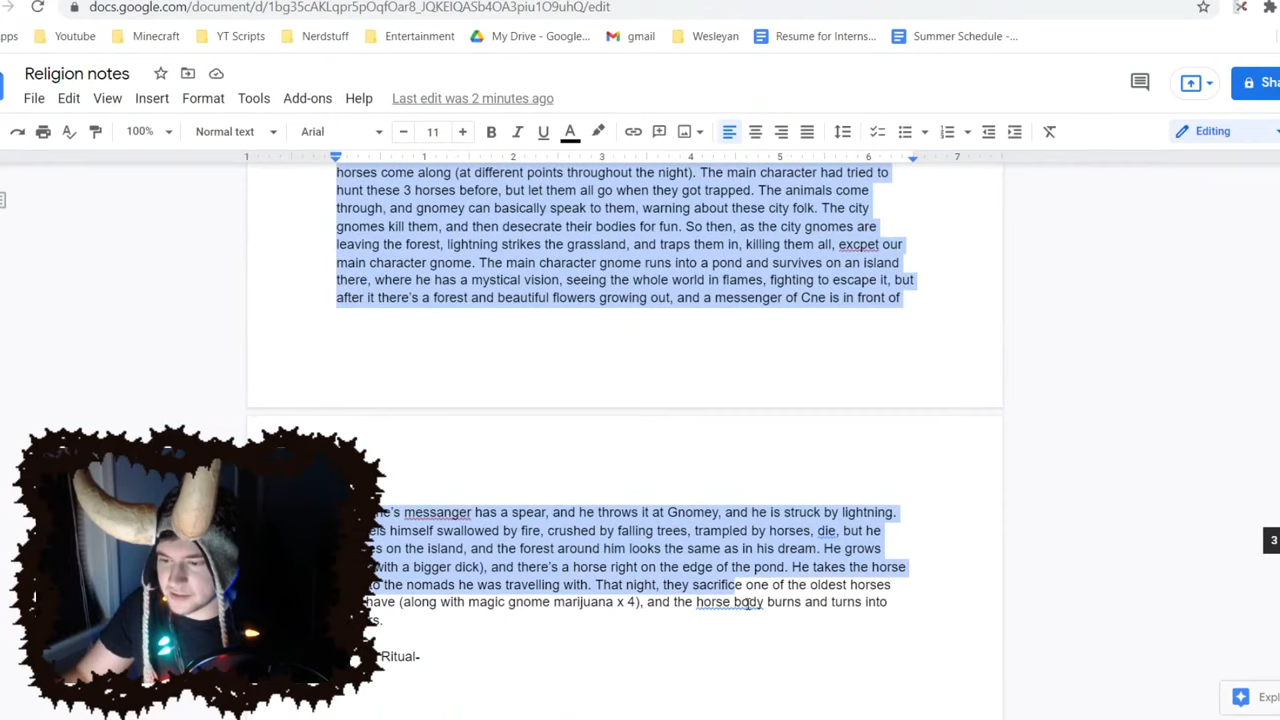 docs.google.com/document/d/1bg35cAKLqpr5pOqfOar8_JQKEIQASb4OA3piu1O9uhQ/edit
Youtube Minecraft YT Scripts Nerdstuff Entertainment My Drive - Google... gmail Wesleyan Resume for Interns... Summer Schedule -...
Religion notes
File Edit View Insert Format Tools Add-ons Help Last edit was 2 minutes ago
100% Normal text Arial 11 Editing
1 1 2 3 4 5 6 7
horses come along (at different points throughout the night). The main character had tried to
hunt these 3 horses before, but let them all go when they got trapped. The animals come
through, and gnomey can basically speak to them, warning about these city folk. The city
gnomes kill them, and then desecrate their bodies for fun. So then, as the city gnomes are
leaving the forest, lightning strikes the grassland, and traps them in, killing them all, excpet our
main character gnome. The main character gnome runs into a pond and survives on an island
there, where he has a mystical vision, seeing the whole world in flames, fighting to escape it, but
after it there's a forest and beautiful flowers growing out, and a messenger of Cne is in front of
messanger has a spear, and he throws it at Gnomey, and he is struck by lightning.
himself swallowed by fire, crushed by falling trees, trampled by horses, die, but he
on the island, and the forest around him looks the same as in his dream. He grows
with a bigger dick), and there's a horse right on the edge of the pond. He takes the horse
the nomads he was travelling with. That night, they sacrifice one of the oldest horses
have (along with magic gnome marijuana x 4), and the horse body burns and turns into
Ritual-
3